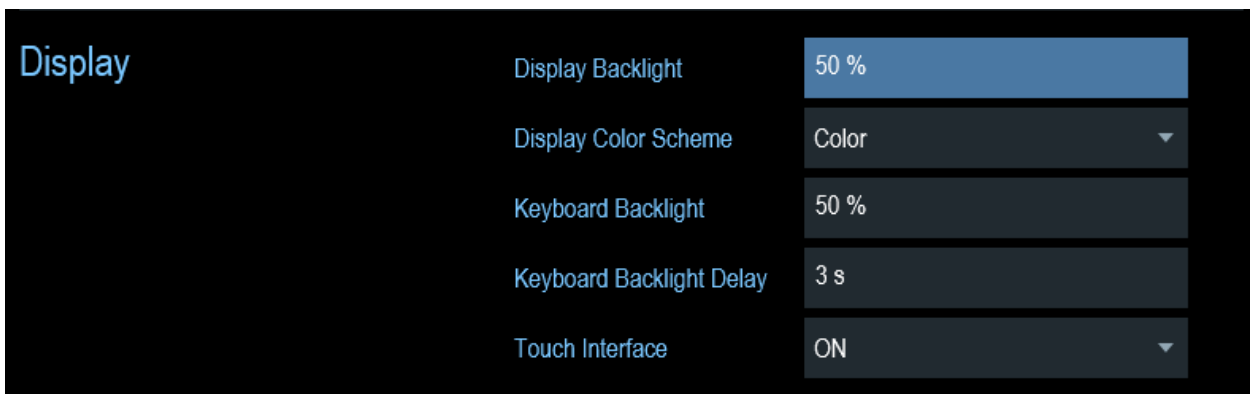 Display
Display Backlight 50 %
Display Color Scheme Color
Keyboard Backlight 50 %
Keyboard Backlight Delay 3 s
Touch Interface ON